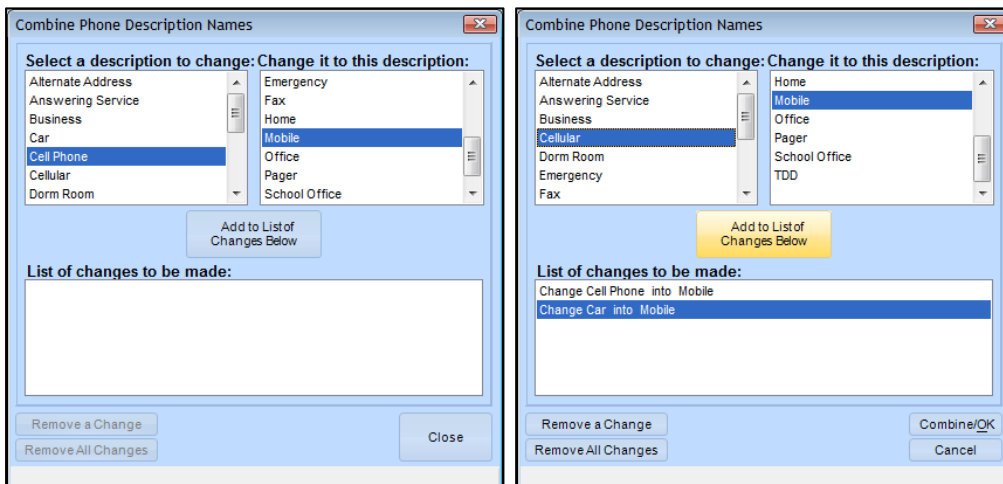 Combine Phone Description Names
Select a description to change: Change it to this description:
Alternate Address
Answering Service
Business
Car
Cell Phone
Cellular
Dorm Room
Emergency
Fax
Home
Mobile
Office
Pager
School Office
Add to List of
Changes Below
List of changes to be made:
Remove a Change
Remove All Changes
Close
Combine Phone Description Names
Select a description to change: Change it to this description:
Alternate Address
Answering Service
Business
Cellular
Dorm Room
Emergency
Fax
Home
Mobile
Office
Pager
School Office
TDD
Add to List of
Changes Below
List of changes to be made:
Change Cell Phone into Mobile
Change Car into Mobile
Remove a Change
Remove All Changes
Combine/OK
Cancel